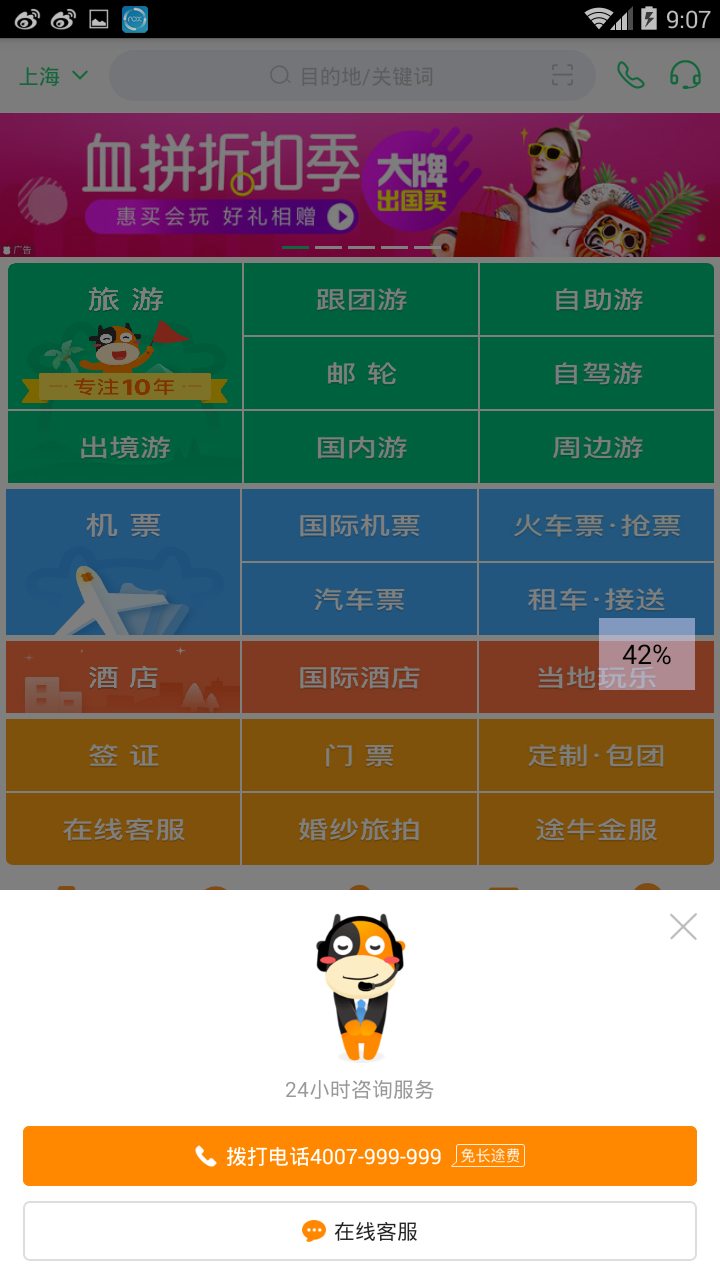 9:07
上海
目的地/关键词
血拼折扣季
大牌
出国买
惠买会玩 好礼相赠
广告
旅 游
跟团游
自助游
专注10年
邮 轮
自驾游
出境游
国内游
周边游
机 票
国际机票
火车票·抢票
汽车票
租车·接送
42%
酒 店
国际酒店
当地玩乐
签 证
门 票
定制·包团
在线客服
婚纱旅拍
途牛金服
24小时咨询服务
拨打电话4007-999-999 免长途费
在线客服